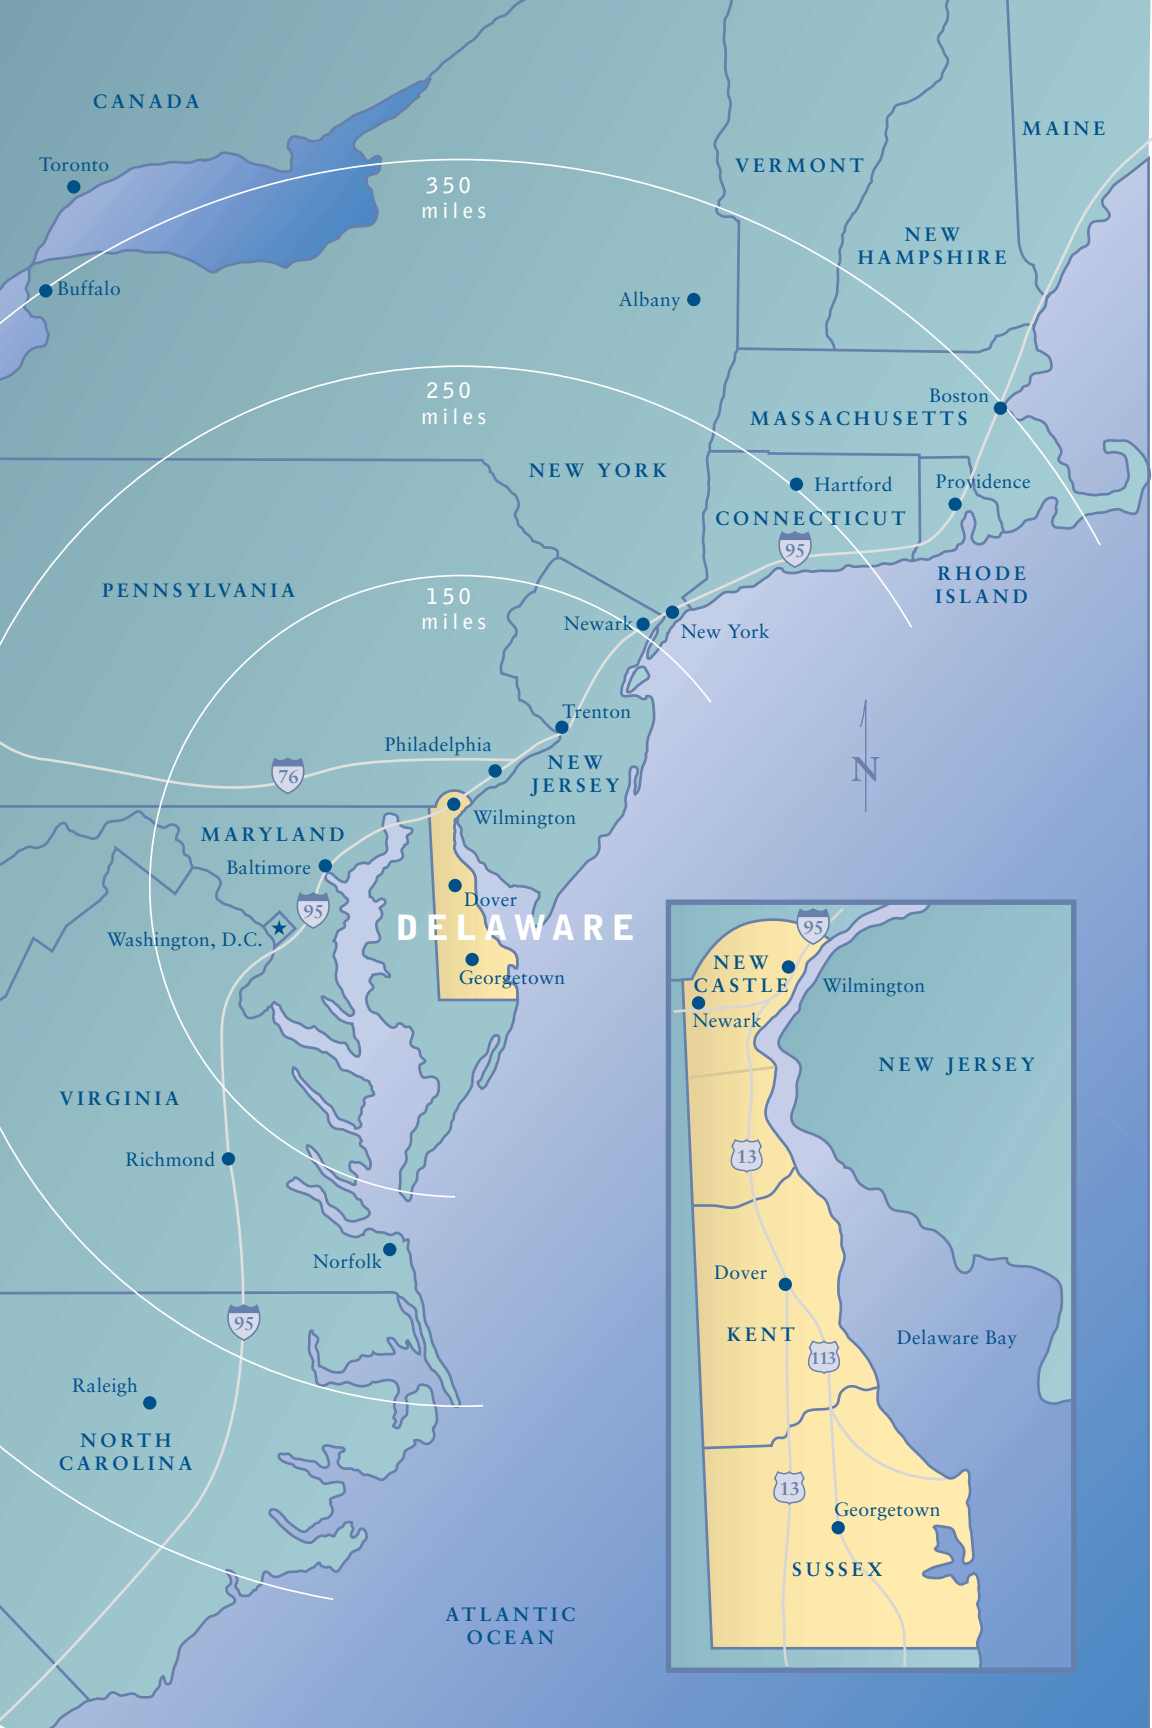 CANADA
MAINE
Toronto
VERMONT
350
miles
NEW
HAMPSHIRE
Buffalo
Albany
250
miles
Boston
MASSACHUSETTS
NEW YORK
Hartford
Providence
CONNECTICUT
95
RHODE
ISLAND
PENNSYLVANIA
150
miles
Newark
New York
Trenton
Philadelphia
NEW
JERSEY
76
N
Wilmington
MARYLAND
Baltimore
95
Dover
DELAWARE
Washington, D.C.
Georgetown
VIRGINIA
Richmond
Norfolk
95
Raleigh
NORTH
CAROLINA
ATLANTIC
OCEAN
95
NEW
CASTLE
Wilmington
Newark
NEW JERSEY
13
Dover
KENT
Delaware Bay
113
13
Georgetown
SUSSEX